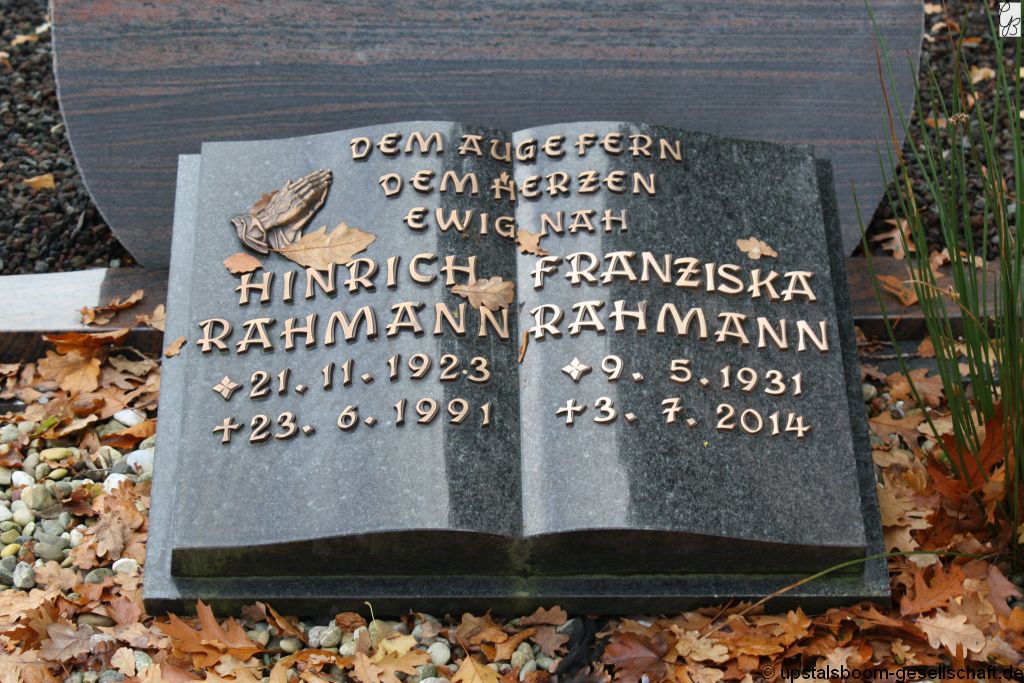 DEM AUGE FERN
DEM HERZEN
EWIG NAH
HINRICH
RAHMANN
21. 11. 1923
23. 6. 1991
FRANZISKA
RAHMANN
9. 5. 1931
3. 7. 2014
© upstalsboom-gesellschaft.de